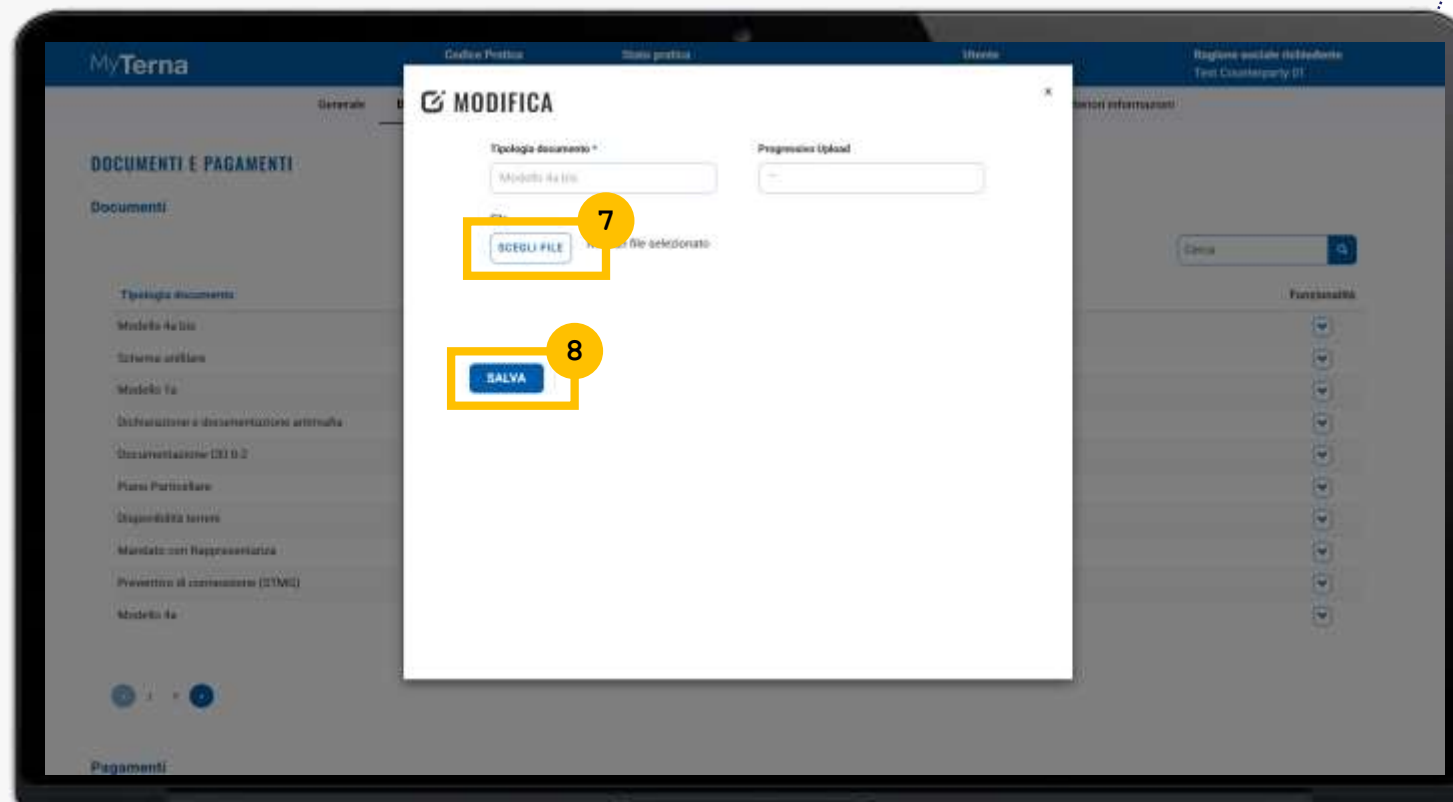 MyTerna
Codice Pratica
Stato pratica
Utente
Ragione sociale richiedente
Test Counterparty 01
Generale
MODIFICA
x
Tipologia documento *
Progressivo Upload
Modello 4a bis
7
SCEGLI FILE
file selezionato
8
SALVA
DOCUMENTI E PAGAMENTI
Documenti
Cerca
Tipologia documento
Funzionalità
Modello 4a bis
Schema unifilare
Modello 1a
Dichiarazione e documentazione antimafia
Documentazione CEI 0-2
Piano Particellare
Disponibilità terreni
Mandato con Rappresentanza
Preventivo di connessione (STMG)
Modello 4a
Pagamenti